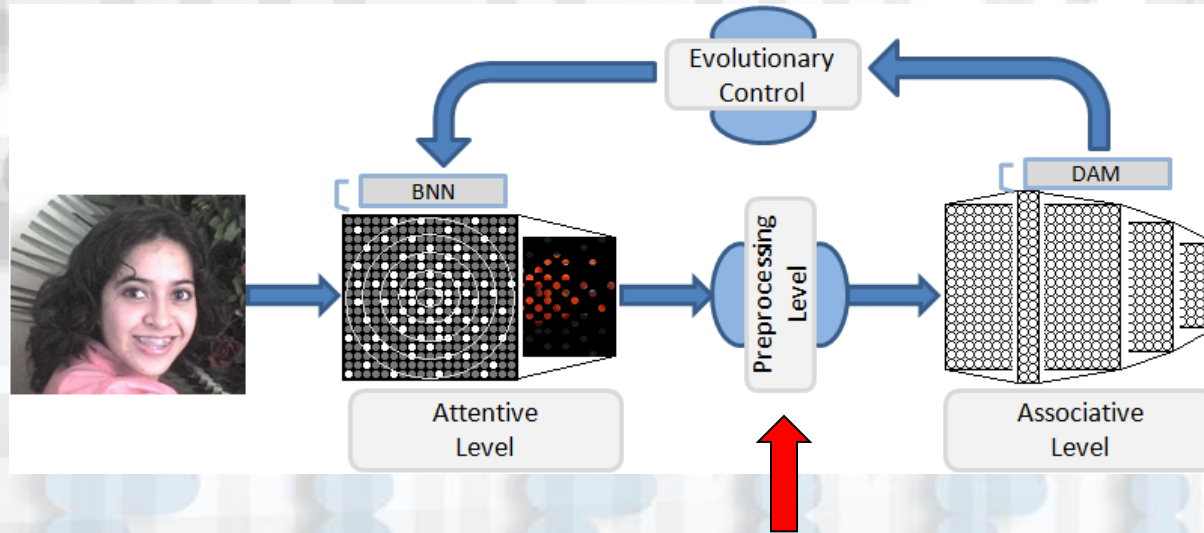 Evolutionary
Control
BNN
DAM
Preprocessing
Level
Attentive
Level
Associative
Level